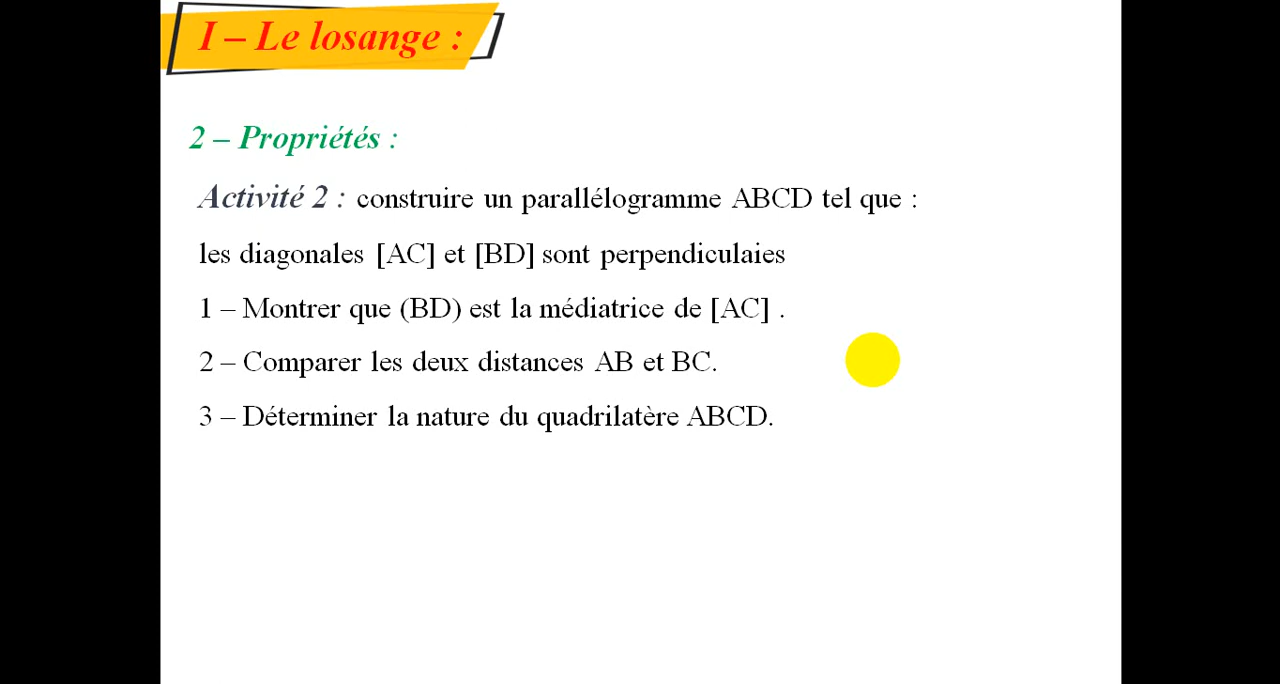 I – Le losange :
2 – Propriétés :
Activité 2 : construire un parallélogramme ABCD tel que :
les diagonales [AC] et [BD] sont perpendiculaies
1 – Montrer que (BD) est la médiatrice de [AC] .
2 – Comparer les deux distances AB et BC.
3 – Déterminer la nature du quadrilatère ABCD.